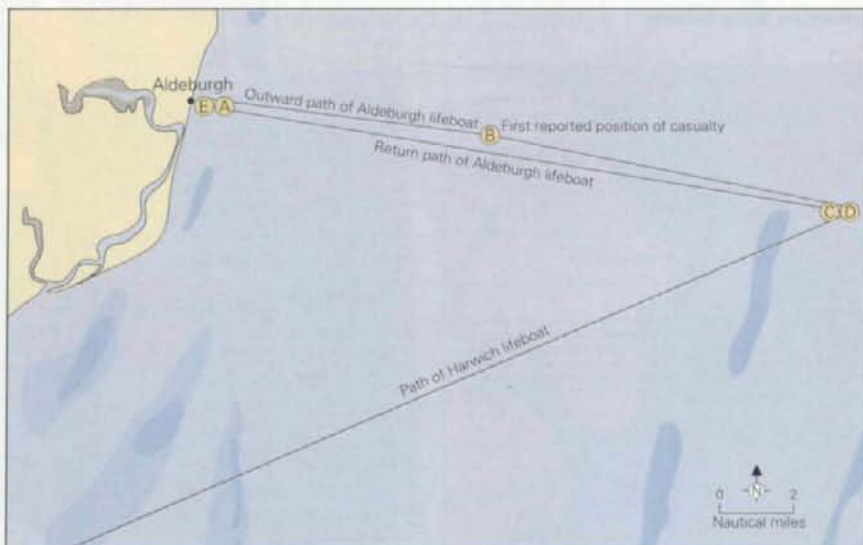 Aldeburgh
E
A
Outward path of Aldeburgh lifeboat
B
First reported position of casualty
Return path of Aldeburgh lifeboat
C
D
Path of Harwich lifeboat
N
0 2
Nautical miles